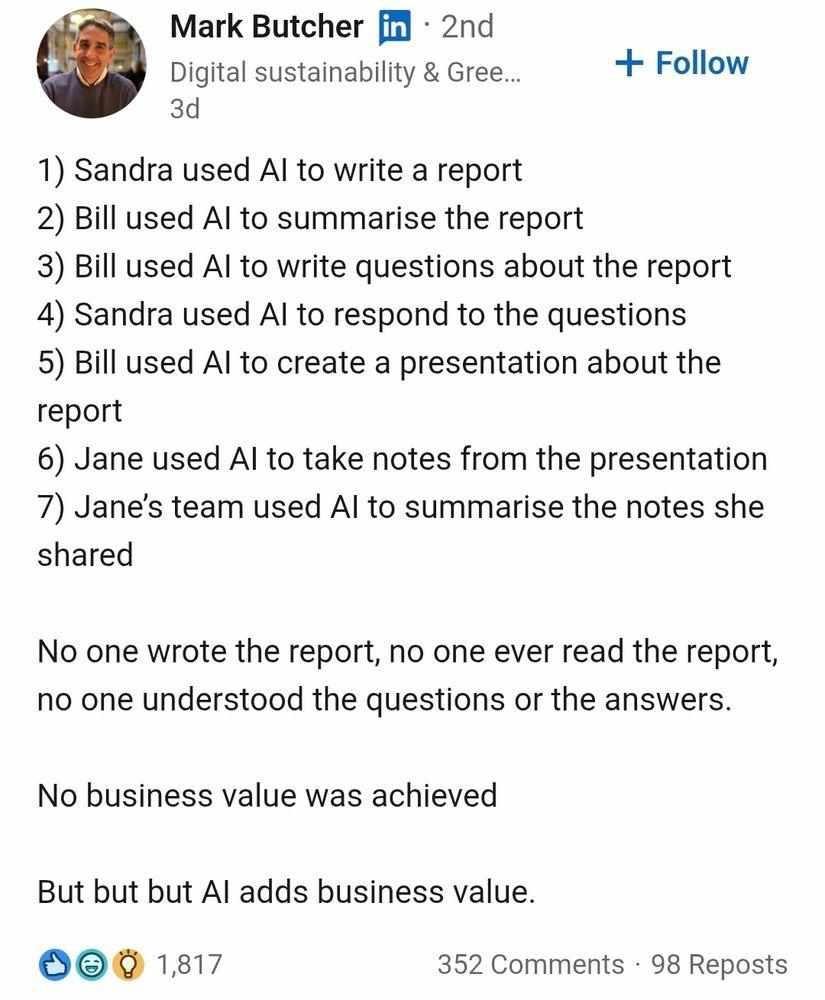 Mark Butcher in · 2nd
Digital sustainability & Gree...
3d
+ Follow
1) Sandra used AI to write a report
2) Bill used AI to summarise the report
3) Bill used AI to write questions about the report
4) Sandra used AI to respond to the questions
5) Bill used AI to create a presentation about the
report
6) Jane used AI to take notes from the presentation
7) Jane’s team used AI to summarise the notes she
shared
No one wrote the report, no one ever read the report,
no one understood the questions or the answers.
No business value was achieved
But but but AI adds business value.
1,817
352 Comments · 98 Reposts